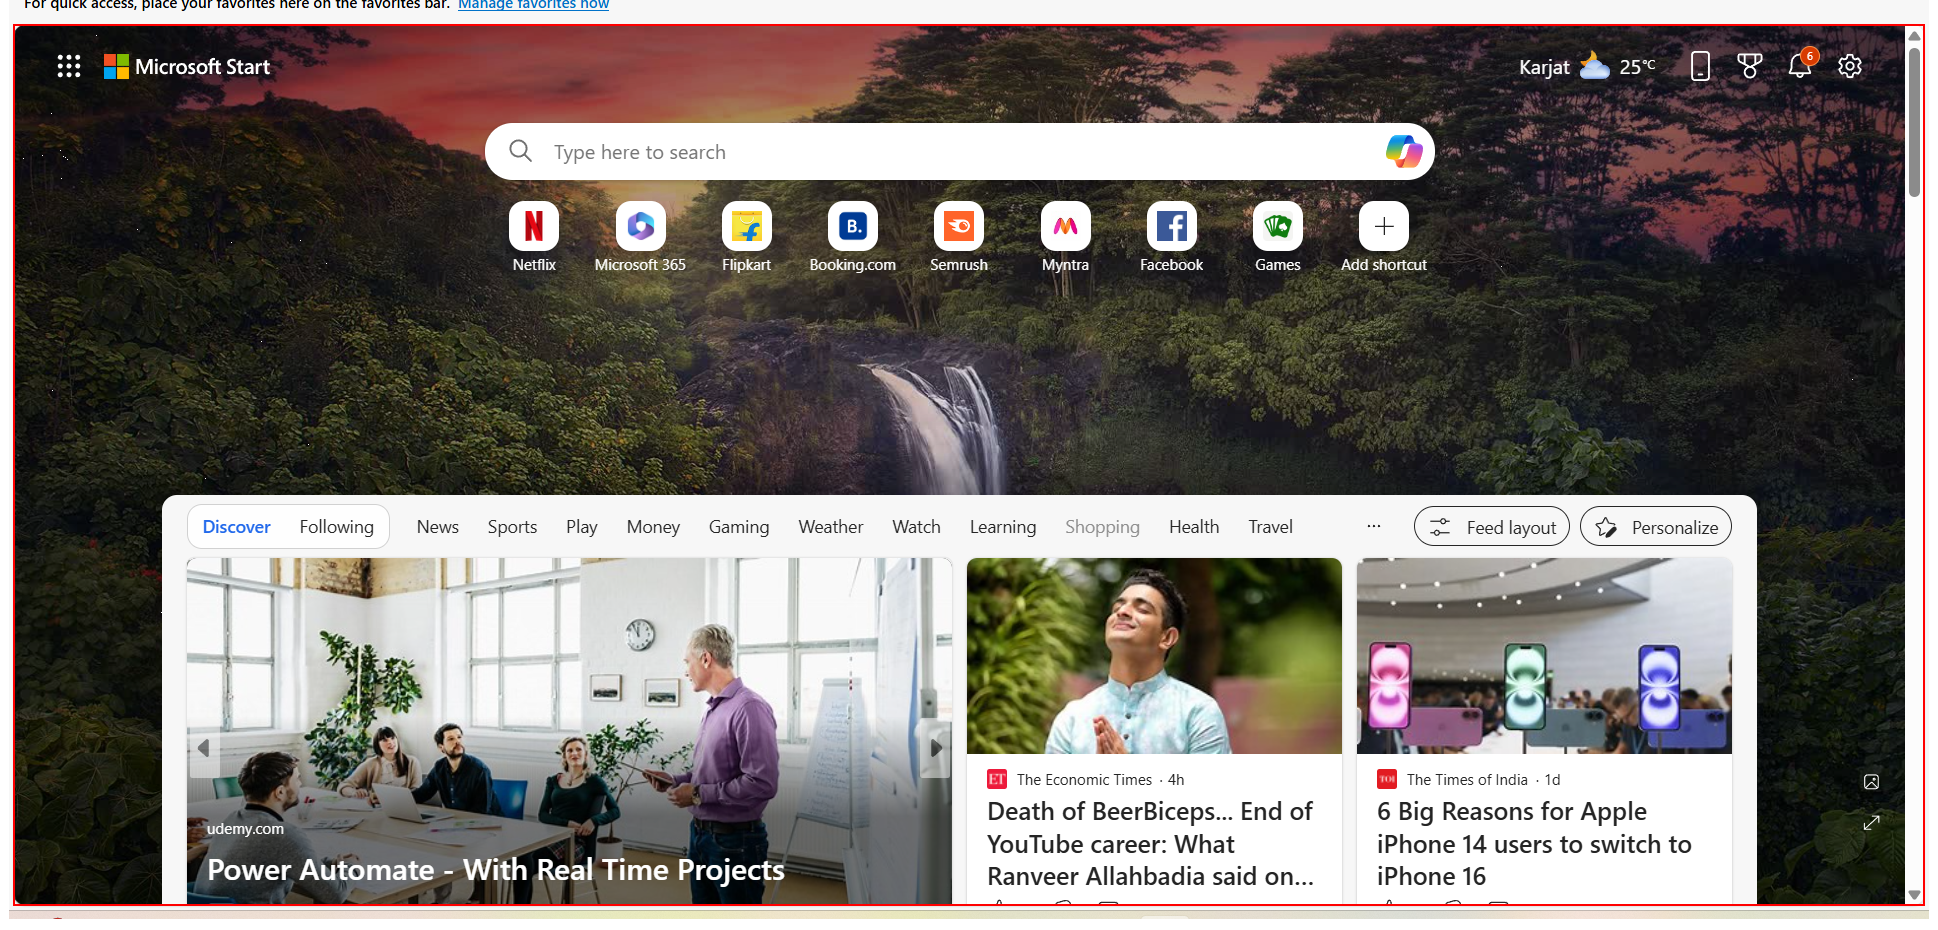 For quick access, place your favorites here on the favorites bar. Manage favorites now
Microsoft Start
Karjat 25°C
6
Type here to search
Netflix
Microsoft 365
Flipkart
B.
Booking.com
Semrush
Myntra
Facebook
Games
Add shortcut
Discover Following News Sports Play Money Gaming Weather Watch Learning Shopping Health Travel ... Feed layout Personalize
udemy.com
Power Automate - With Real Time Projects
ET The Economic Times · 4h
Death of BeerBiceps... End of
YouTube career: What
Ranveer Allahbadia said on...
TOI The Times of India · 1d
6 Big Reasons for Apple
iPhone 14 users to switch to
iPhone 16